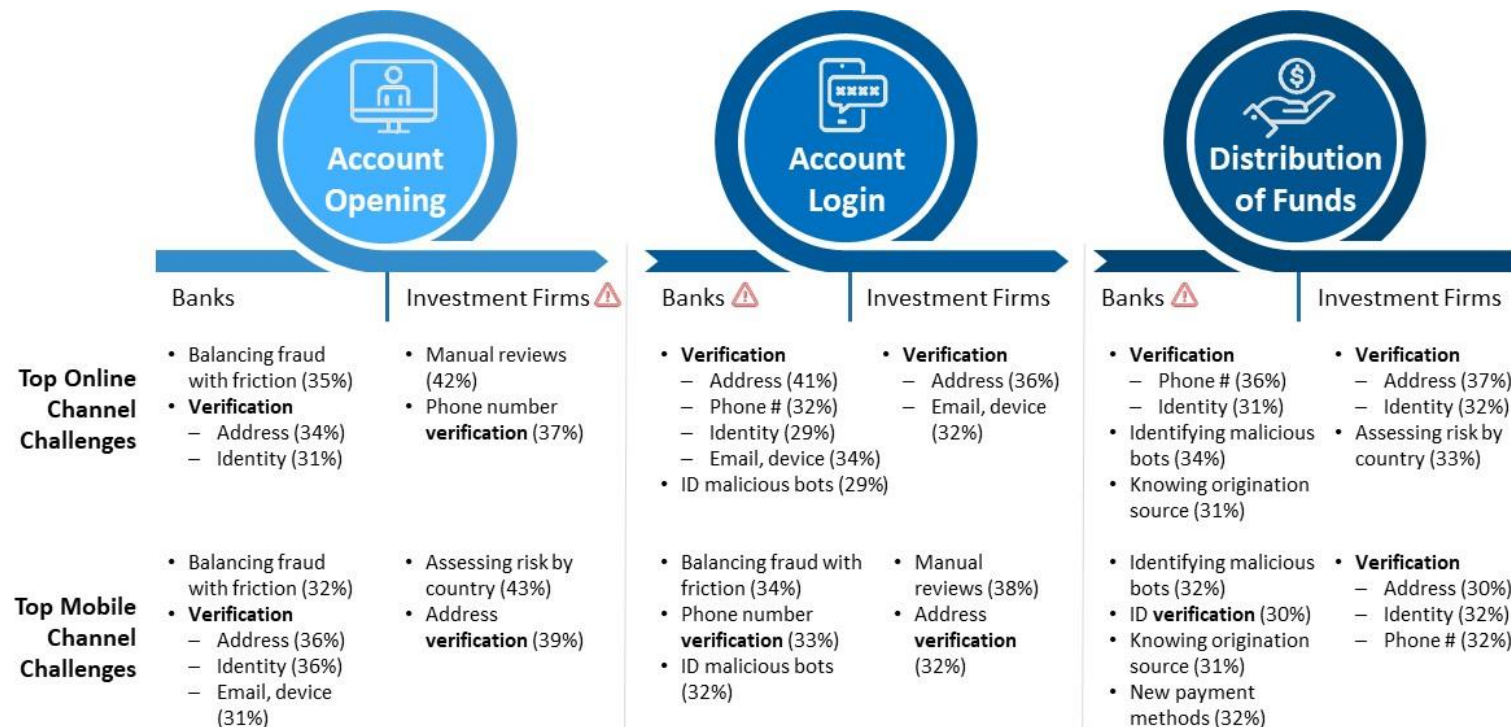 Account
Opening
Account
Login
Distribution
of Funds
Banks
Investment Firms
Banks
Investment Firms
Banks
Investment Firms
Top Online
Channel
Challenges
• Balancing fraud
with friction (35%)
• Verification
– Address (34%)
– Identity (31%)
• Manual reviews
(42%)
• Phone number
verification (37%)
• Verification
– Address (41%)
– Phone # (32%)
– Identity (29%)
– Email, device (34%)
• ID malicious bots (29%)
• Verification
– Address (36%)
– Email, device
(32%)
• Verification
– Phone # (36%)
– Identity (31%)
• Identifying malicious
bots (34%)
• Knowing origination
source (31%)
• Verification
– Address (37%)
– Identity (32%)
• Assessing risk by
country (33%)
Top Mobile
Channel
Challenges
• Balancing fraud
with friction (32%)
• Verification
– Address (36%)
– Identity (36%)
– Email, device
(31%)
• Assessing risk by
country (43%)
• Address
verification (39%)
• Balancing fraud with
friction (34%)
• Phone number
verification (33%)
• ID malicious bots
(32%)
• Manual
reviews (38%)
• Address
verification
(32%)
• Identifying malicious
bots (32%)
• ID verification (30%)
• Knowing origination
source (31%)
• New payment
methods (32%)
• Verification
– Address (30%)
– Identity (32%)
– Phone # (32%)